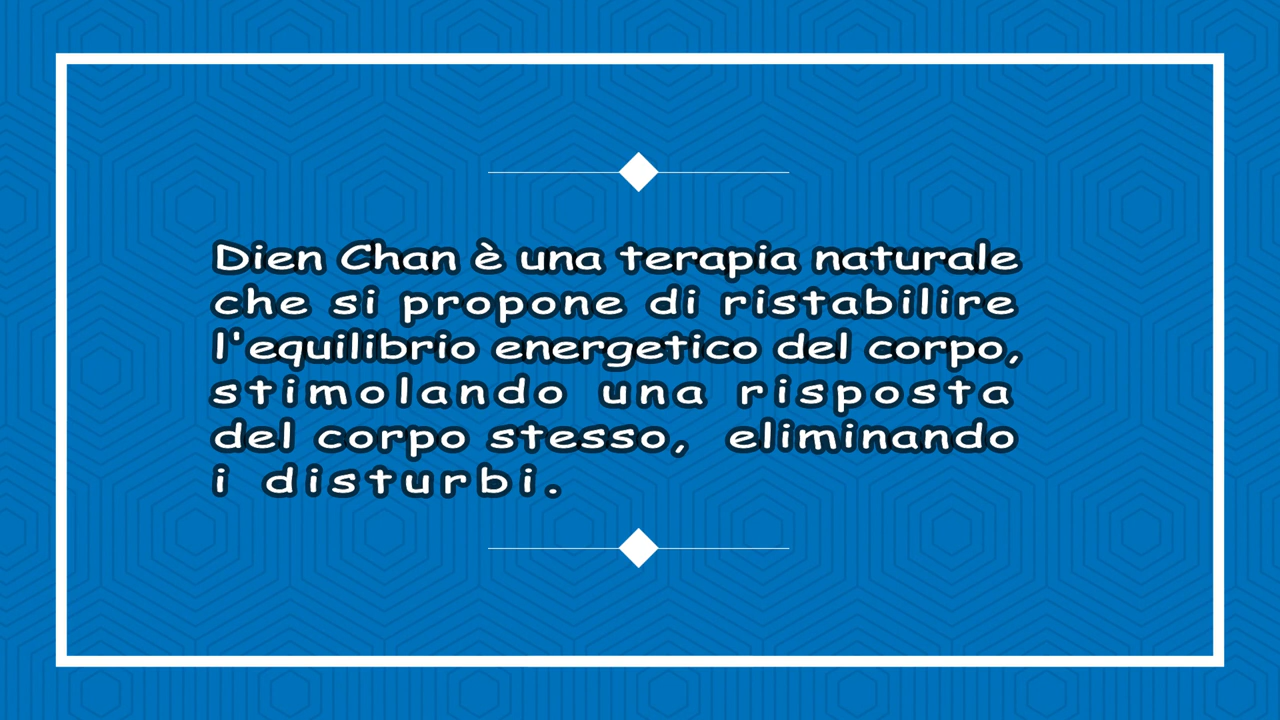 Dien Chan è una terapia naturale
che si propone di ristabilire
l'equilibrio energetico del corpo,
stimolando una risposta
del corpo stesso, eliminando
i disturbi.